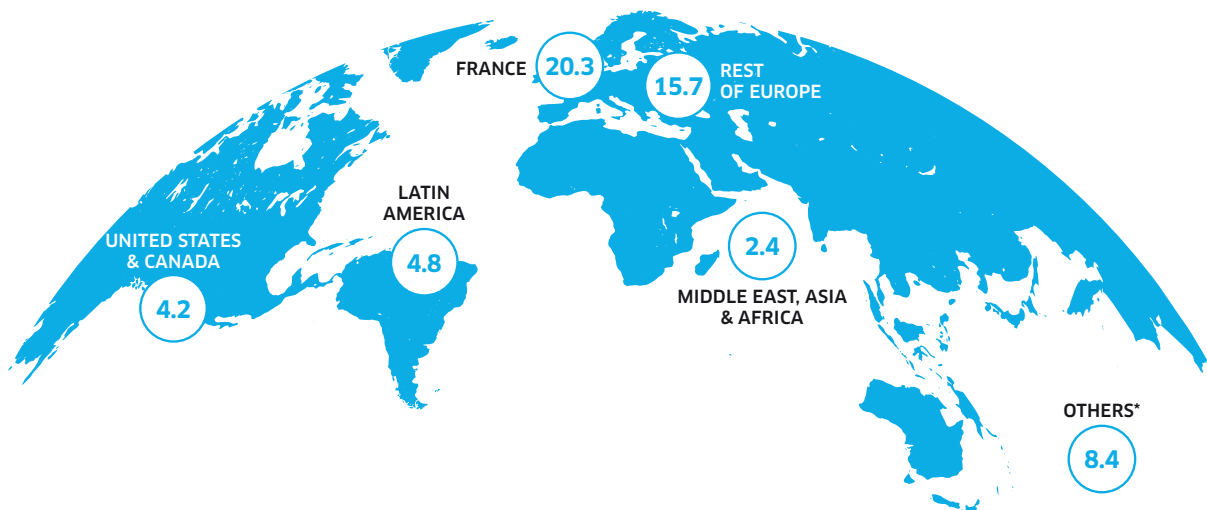 FRANCE
20.3
15.7
REST
OF EUROPE
LATIN
AMERICA
4.8
UNITED STATES
& CANADA
4.2
2.4
MIDDLE EAST, ASIA
& AFRICA
OTHERS*
8.4